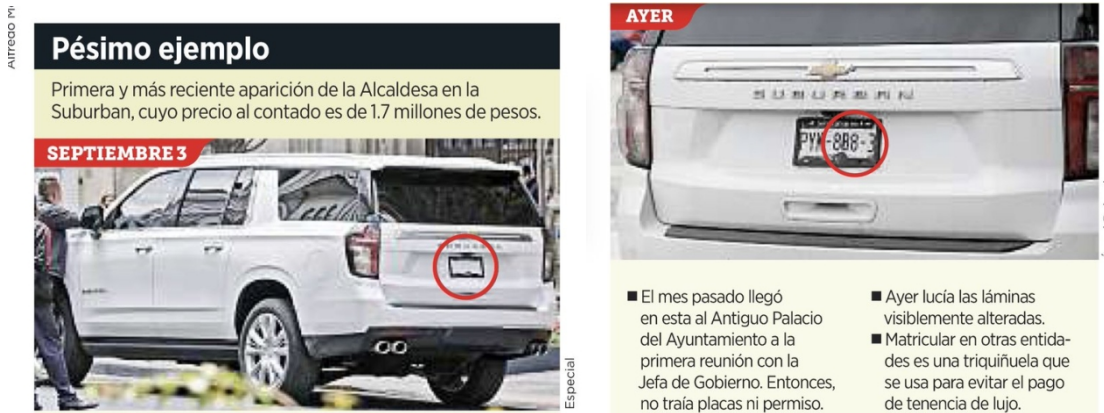 Pésimo ejemplo
Primera y más reciente aparición de la Alcaldesa en la
Suburban, cuyo precio al contado es de 1.7 millones de pesos.
SEPTIEMBRE 3
Especial
AYER
SUBURBAN
■ El mes pasado llegó
en esta al Antiguo Palacio
del Ayuntamiento a la
primera reunión con la
Jefa de Gobierno. Entonces,
no traía placas ni permiso.
■ Ayer lucía las láminas
visiblemente alteradas.
■ Matricular en otras entida-
des es una triquiñuela que
se usa para evitar el pago
de tenencia de lujo.